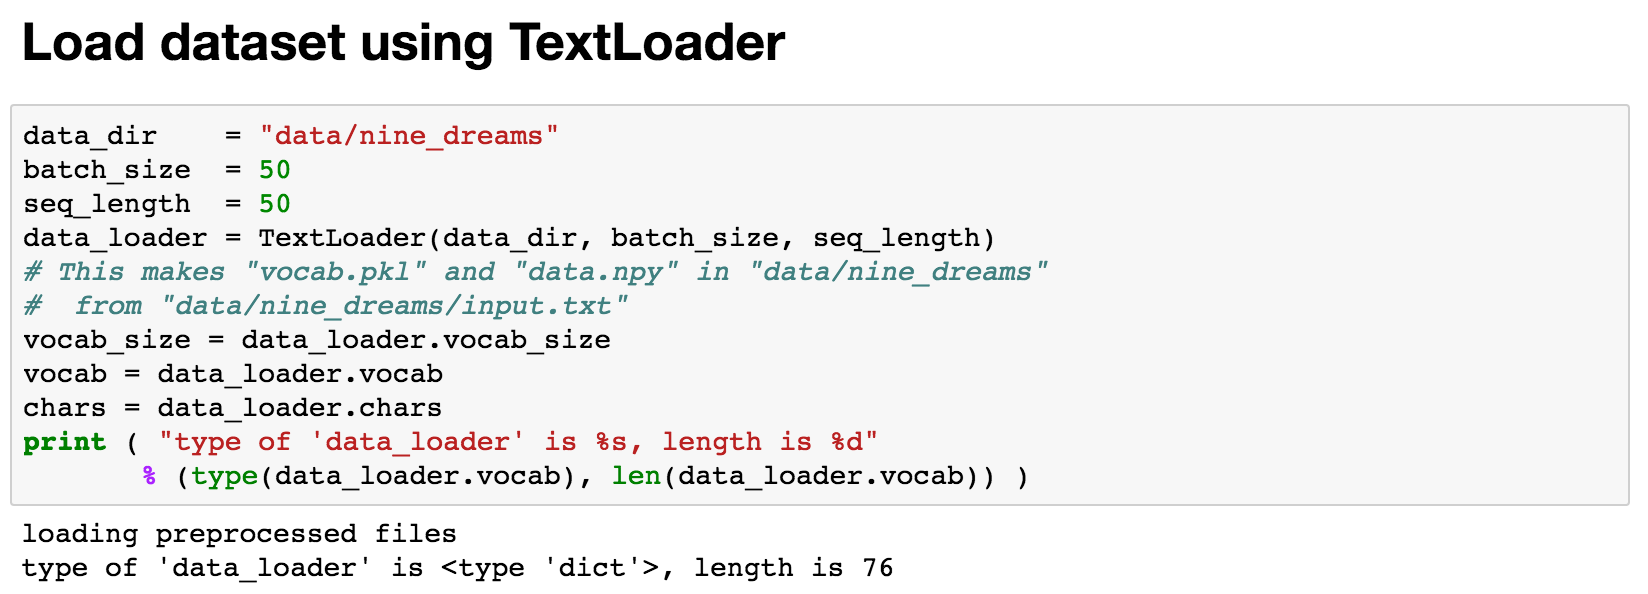 Load dataset using TextLoader
data_dir    = "data/nine_dreams"
batch_size  = 50
seq_length  = 50
data_loader = TextLoader(data_dir, batch_size, seq_length)
# This makes "vocab.pkl" and "data.npy" in "data/nine_dreams"
#  from "data/nine_dreams/input.txt"
vocab_size = data_loader.vocab_size
vocab = data_loader.vocab
chars = data_loader.chars
print ( "type of 'data_loader' is %s, length is %d"
       % (type(data_loader.vocab), len(data_loader.vocab)) )
loading preprocessed files
type of 'data_loader' is <type 'dict'>, length is 76